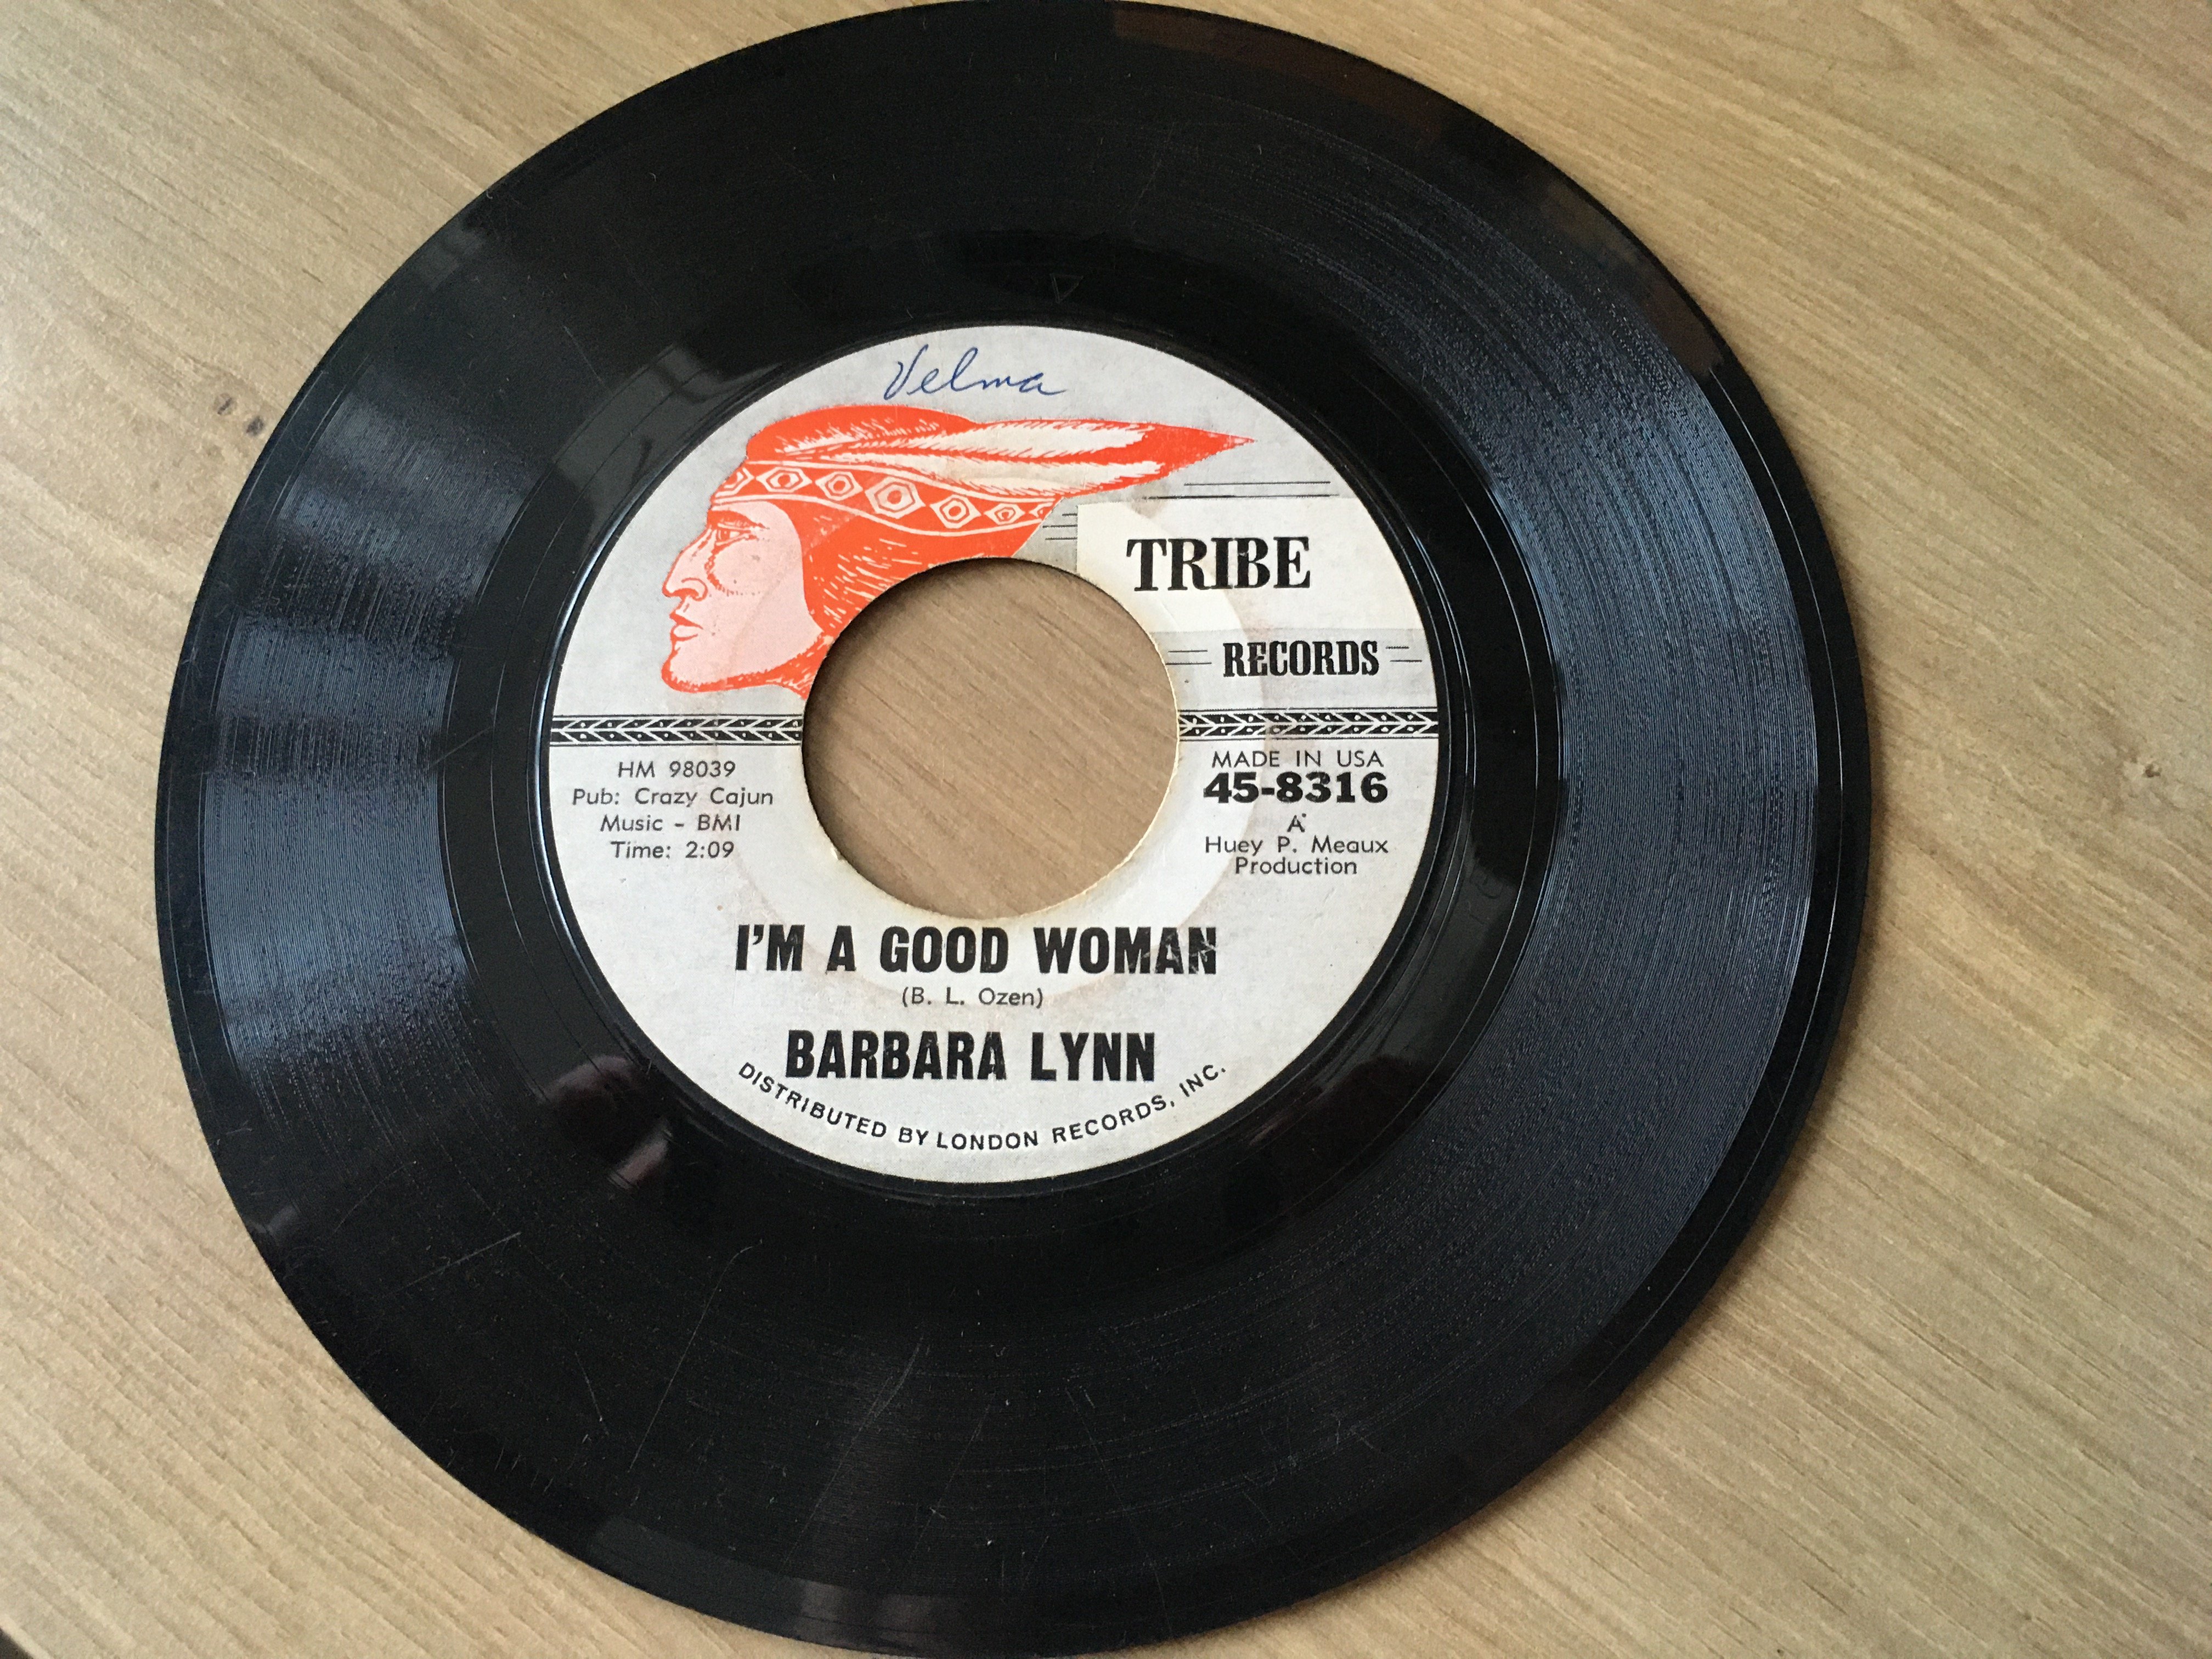 Velma
TRIBE
RECORDS
HM 98039
Pub: Crazy Cajun
Music - BMI
Time: 2:09
MADE IN USA
45-8316
A
Huey P. Meaux
Production
I'M A GOOD WOMAN
(B. L. Ozen)
BARBARA LYNN
DISTRIBUTED BY LONDON RECORDS, INC.